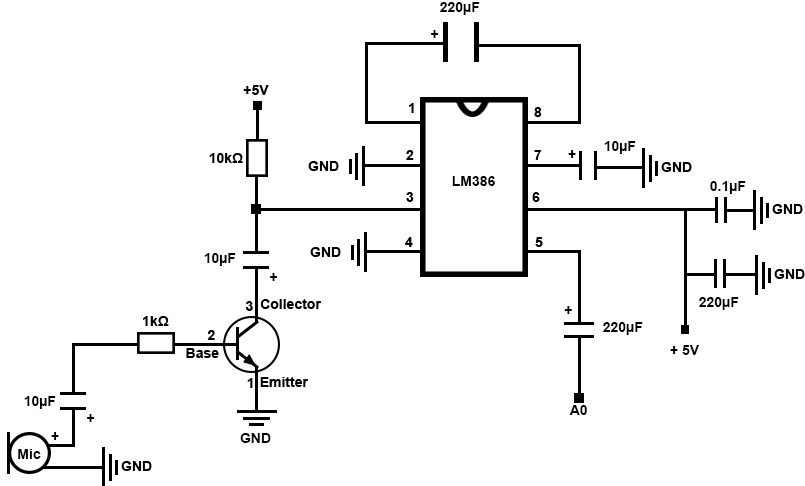 220µF
+
+5V
1
8
10kΩ
GND
2
7
+
10µF
GND
LM386
3
6
0.1µF
GND
GND
4
5
10µF
+
GND
220µF
3
Collector
+
220µF
1kΩ
2
Base
+ 5V
1
Emitter
10µF
+
A0
GND
+
Mic
GND